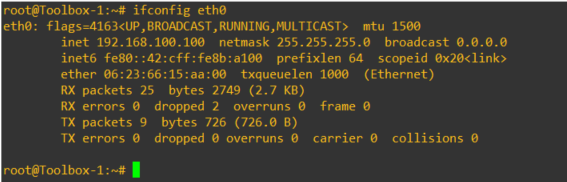 root@Toolbox-1:~# ifconfig eth0
eth0: flags=4163<UP,BROADCAST,RUNNING,MULTICAST>  mtu 1500
        inet 192.168.100.100  netmask 255.255.255.0  broadcast 0.0.0.0
        inet6 fe80::42:cff:fe8b:a100  prefixlen 64  scopeid 0x20<link>
        ether 06:23:66:15:aa:00  txqueuelen 1000  (Ethernet)
        RX packets 25  bytes 2749 (2.7 KB)
        RX errors 0  dropped 2  overruns 0  frame 0
        TX packets 9  bytes 726 (726.0 B)
        TX errors 0  dropped 0 overruns 0  carrier 0  collisions 0
root@Toolbox-1:~#